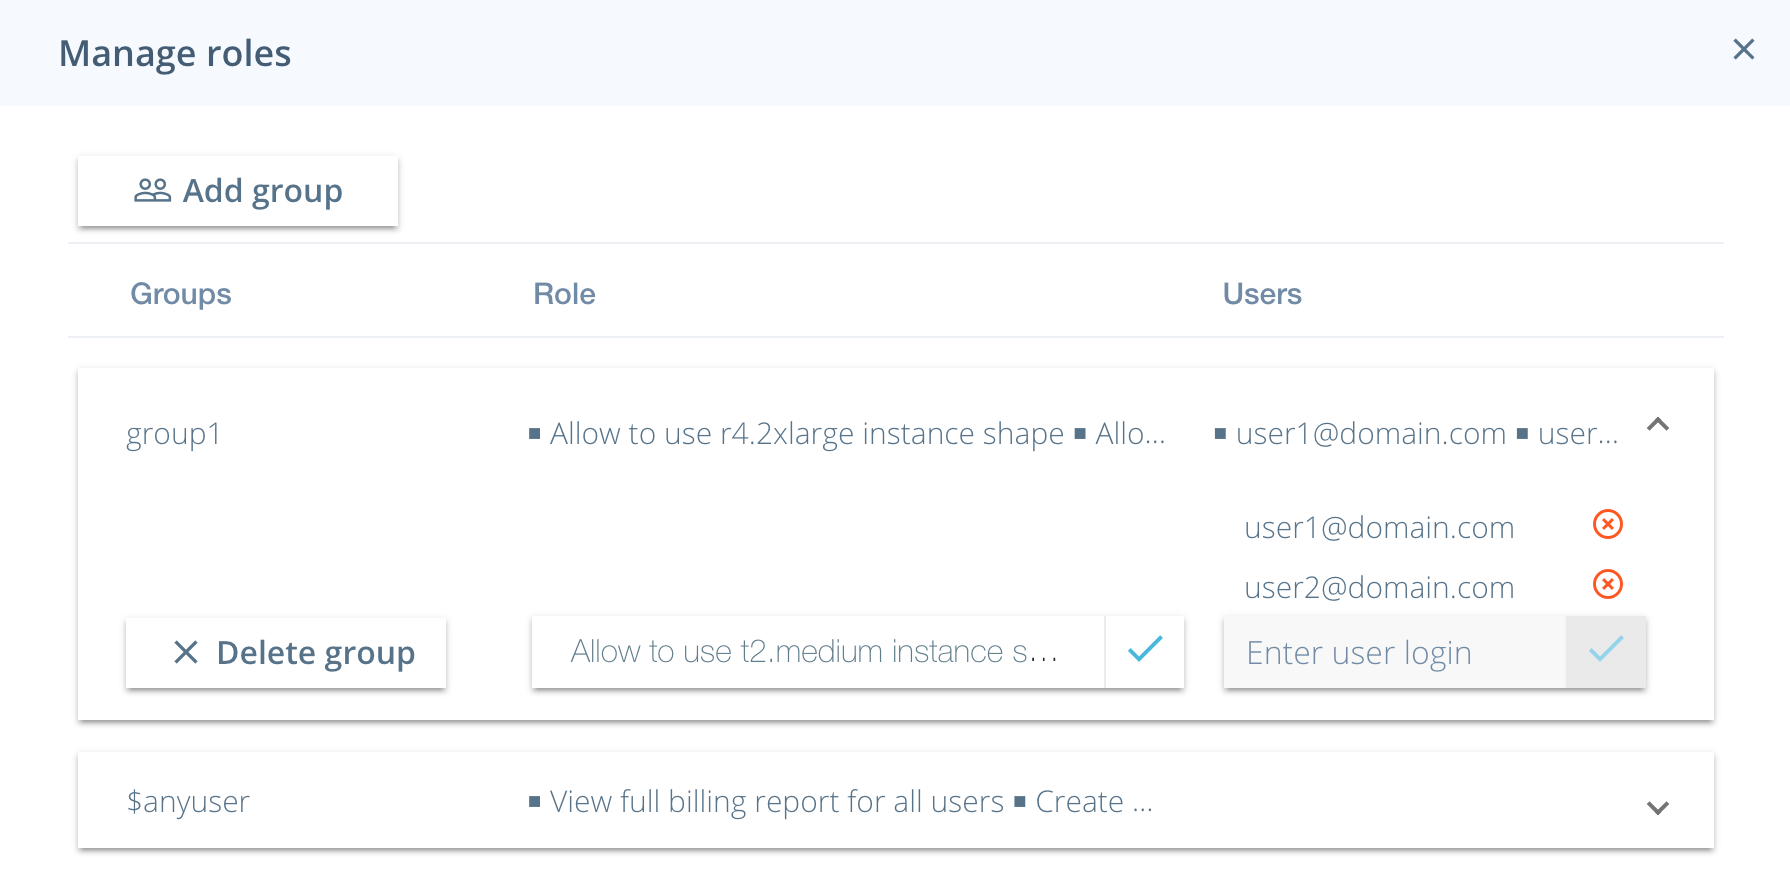 Manage roles
Add group
Groups Role Users
group1 ▪ Allow to use r4.2xlarge instance shape ▪ Allo... ▪ user1@domain.com ▪ user...
user1@domain.com
user2@domain.com
Delete group Allow to use t2.medium instance s... Enter user login
$anyuser ▪ View full billing report for all users ▪ Create ...